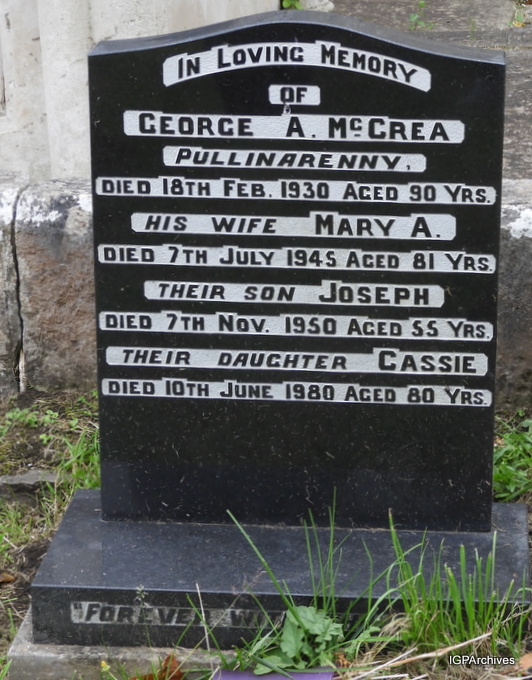 IN LOVING MEMORY
OF
GEORGE A. McCREA
PULLINARENNY,
DIED 18TH FEB. 1930 AGED 90 YRS.
HIS WIFE MARY A.
DIED 7TH JULY 1945 AGED 81 YRS.
THEIR SON JOSEPH
DIED 7TH NOV. 1950 AGED 55 YRS.
THEIR DAUGHTER CASSIE
DIED 10TH JUNE 1980 AGED 80 YRS.
"FOREVER
IGPArchives